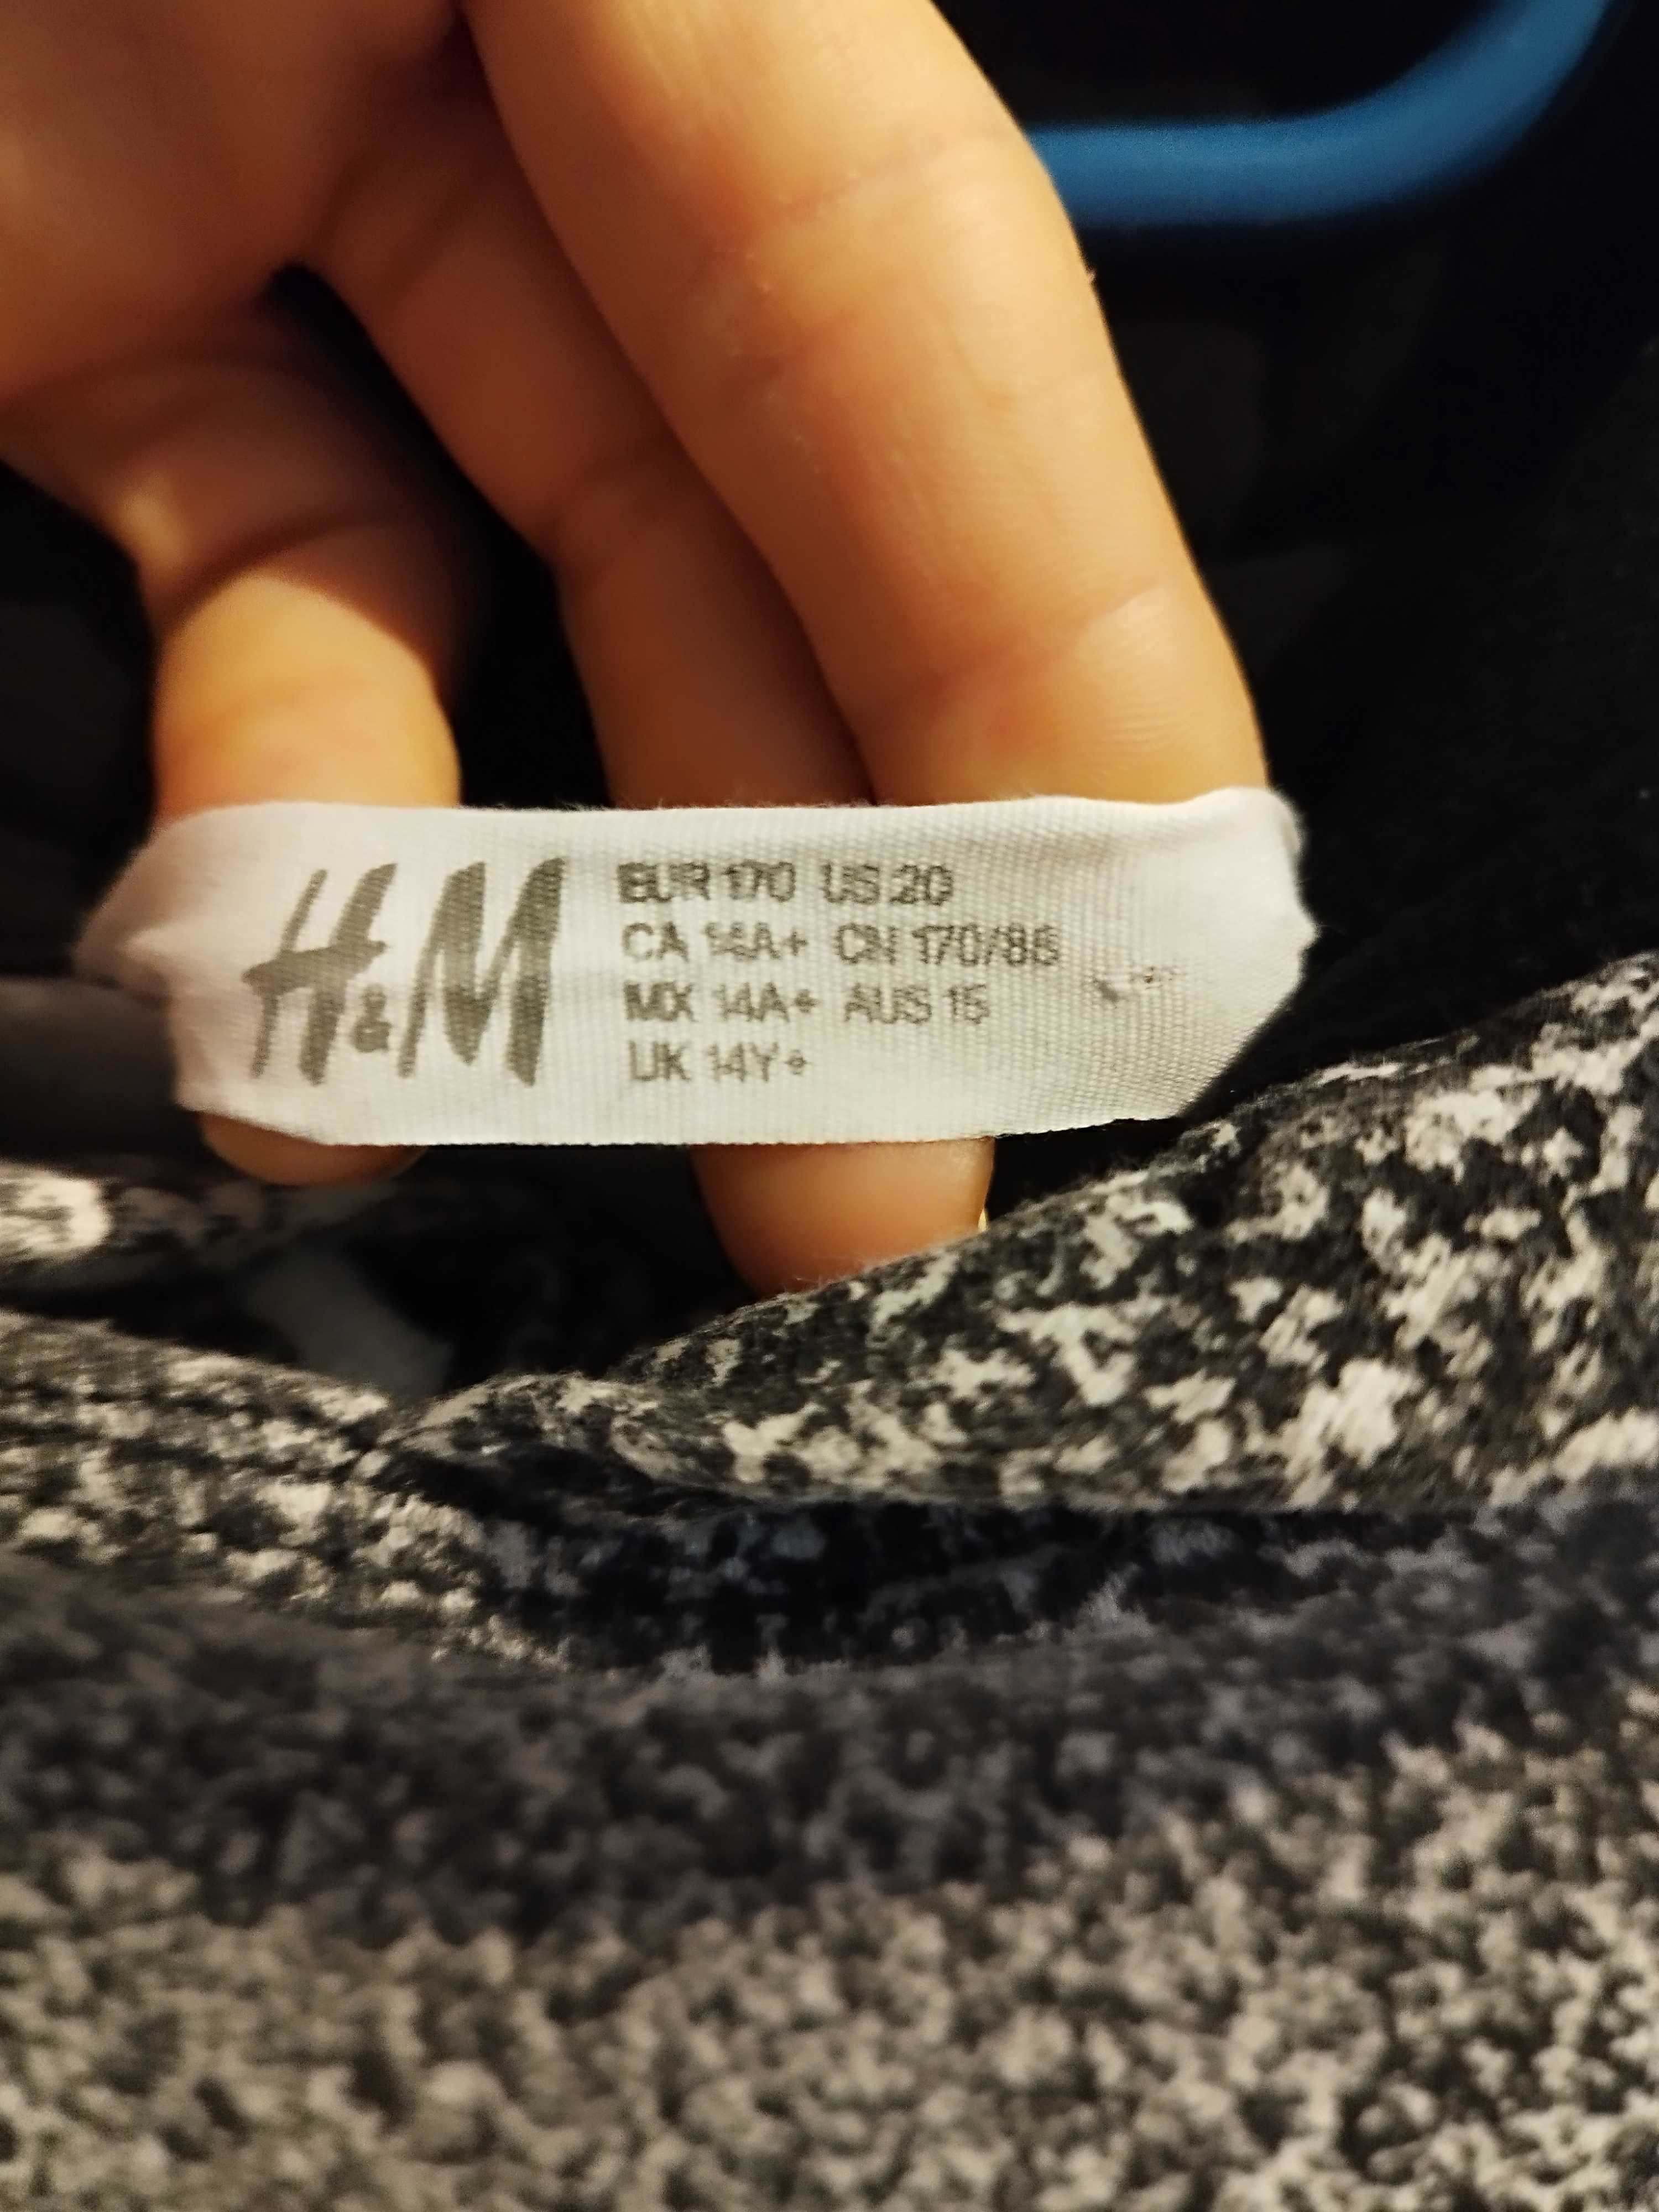 H&M
EUR 170 US 20
CA 14A+ CN 170/86
MX 14A+ AUS 15
UK 14Y+